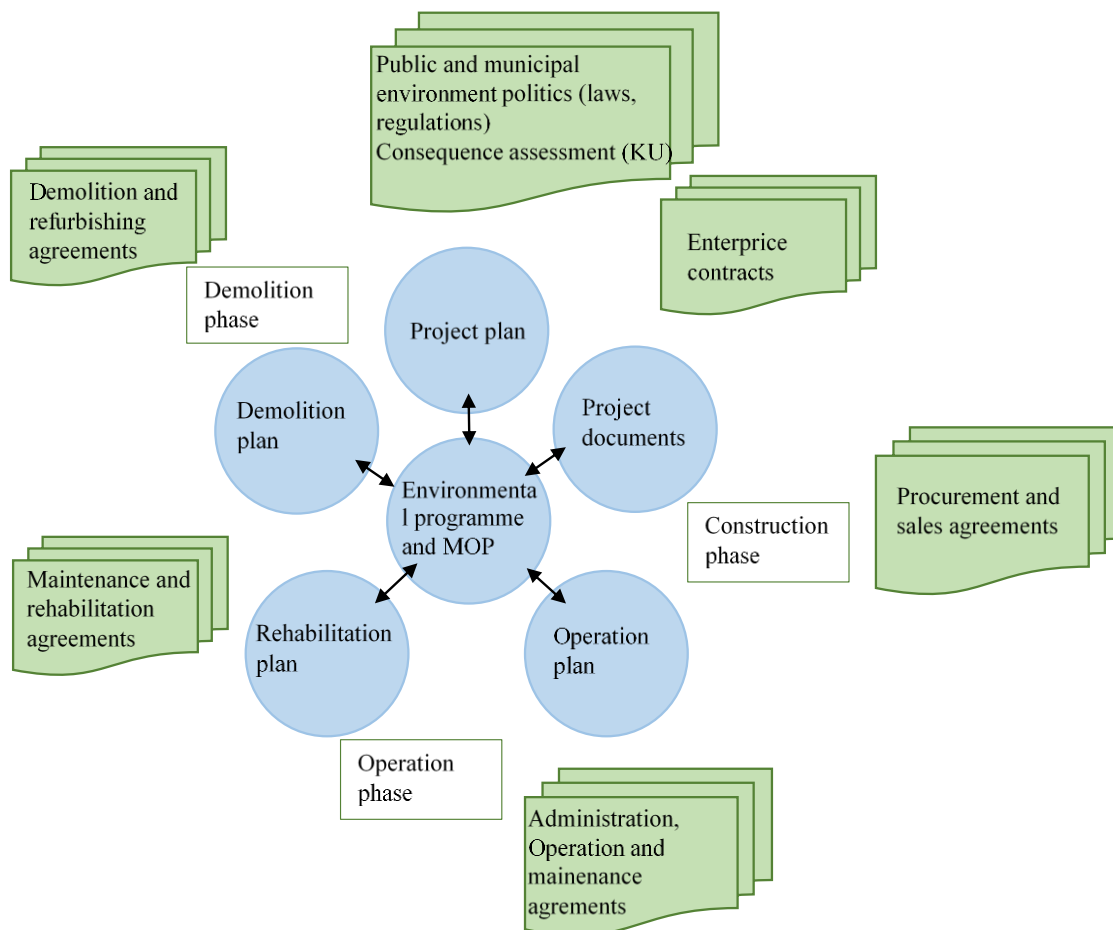 Public and municipal
environment politics (laws,
regulations)
Consequence assessment (KU)
Demolition and
refurbishing
agreements
Enterprice
contracts
Demolition
phase
Project plan
Demolition
plan
Project
documents
Environmenta
l programme
and MOP
Procurement and
sales agreements
Construction
phase
Maintenance and
rehabilitation
agreements
Rehabilitation
plan
Operation
plan
Operation
phase
Administration,
Operation and
mainenance
agrements